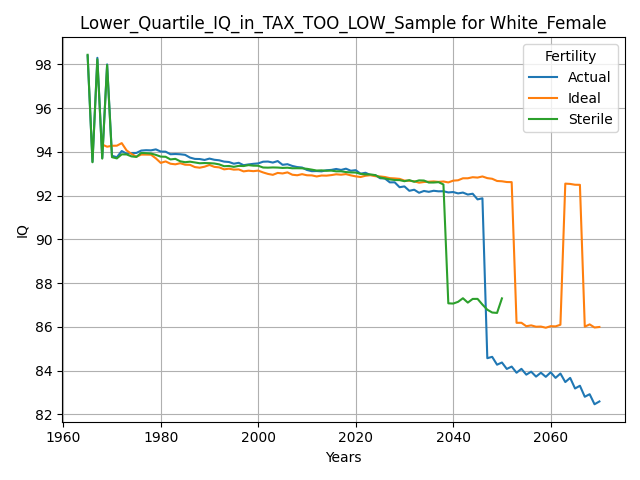 Lower_Quartile_IQ_in_TAX_TOO_LOW_Sample for White_Female
Fertility
Actual
Ideal
Sterile
98
96
94
92
90
88
86
84
82
IQ
1960
1980
2000
2020
2040
2060
Years